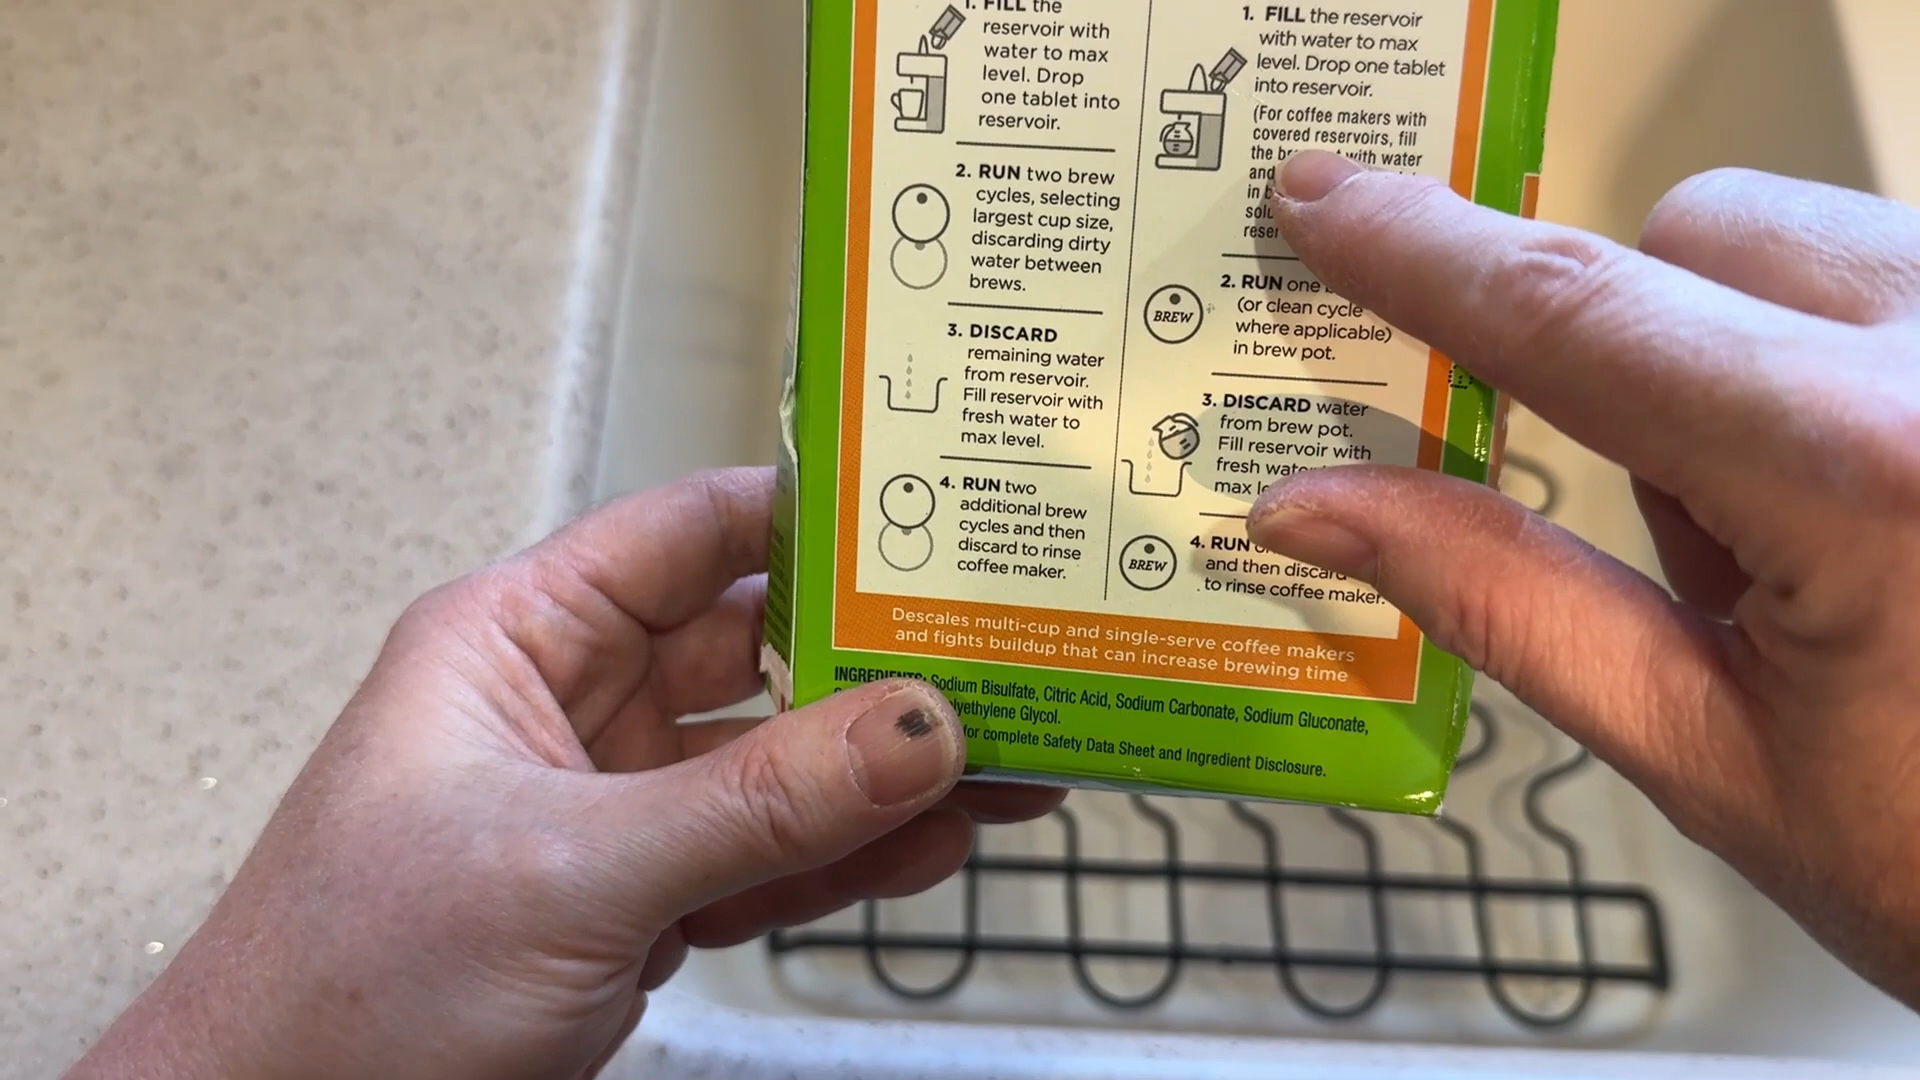 1. FILL the
reservoir with
water to max
level. Drop
one tablet into
reservoir.
2. RUN two brew
cycles, selecting
largest cup size,
discarding dirty
water between
brews.
3. DISCARD
remaining water
from reservoir.
Fill reservoir with
fresh water to
max level.
4. RUN two
additional brew
cycles and then
discard to rinse
coffee maker.
1. FILL the reservoir
with water to max
level. Drop one tablet
into reservoir.
(For coffee makers with
covered reservoirs, fill
the with water
and
in
2. RUN one
(or clean cycle
where applicable)
in brew pot.
BREW
3. DISCARD water
from brew pot.
Fill reservoir with
fresh water
max
4. RUN
and then discard
to rinse coffee maker.
BREW
Descales multi-cup and single-serve coffee makers
and fights buildup that can increase brewing time
INGREDIENTS: Sodium Bisulfate, Citric Acid, Sodium Carbonate, Sodium Gluconate,
Glycol.
for complete Safety Data Sheet and Ingredient Disclosure.